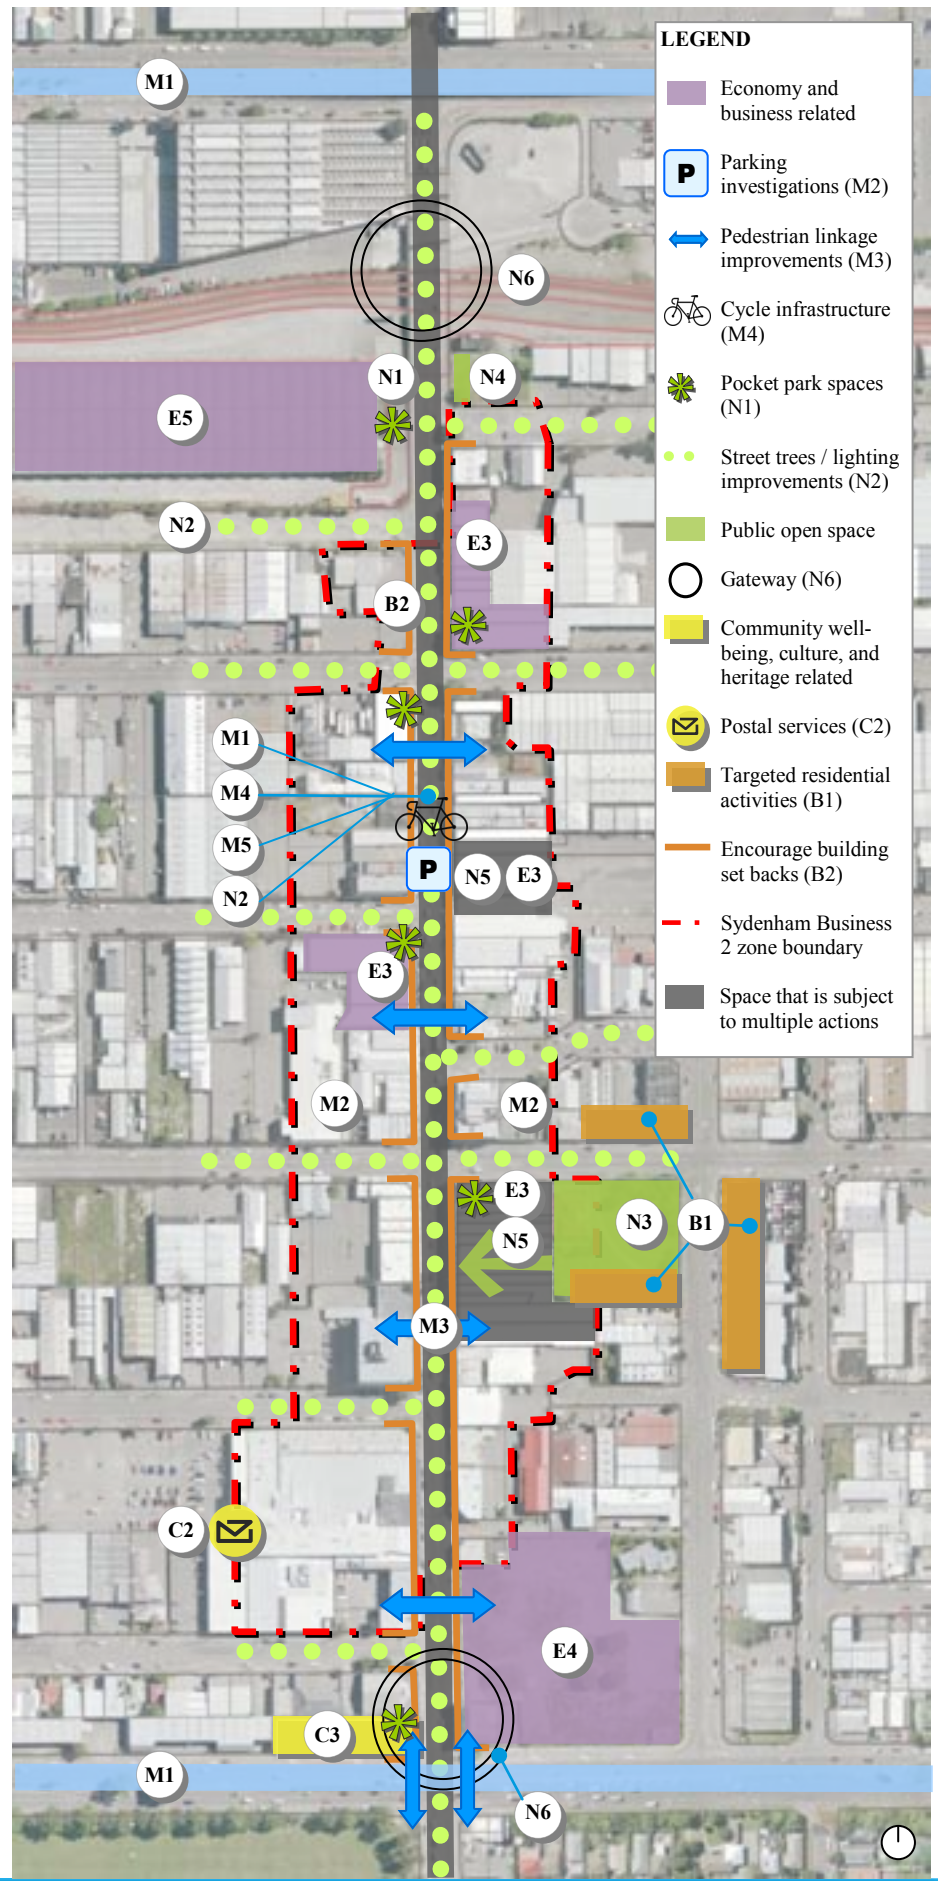 LEGEND
Economy and
business related
P
Parking
investigations (M2)
Pedestrian linkage
improvements (M3)
Cycle infrastructure
(M4)
Pocket park spaces
(N1)
Street trees / lighting
improvements (N2)
Public open space
Gateway (N6)
Community well-
being, culture, and
heritage related
Postal services (C2)
Targeted residential
activities (B1)
Encourage building
set backs (B2)
Sydenham Business
2 zone boundary
Space that is subject
to multiple actions
M1
N6
N1
N4
E5
N2
E3
B2
M1
M4
M5
N2
P
N5
E3
E3
M2
M2
E3
N3
B1
N5
M3
C2
E4
C3
M1
N6